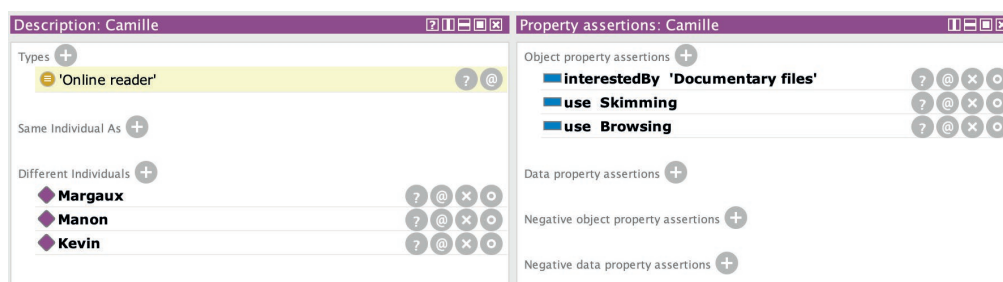 Description: Camille
Types
'Online reader'
Same Individual As
Different Individuals
Margaux
Manon
Kevin
Property assertions: Camille
Object property assertions
interestedBy 'Documentary files'
use Skimming
use Browsing
Data property assertions
Negative object property assertions
Negative data property assertions